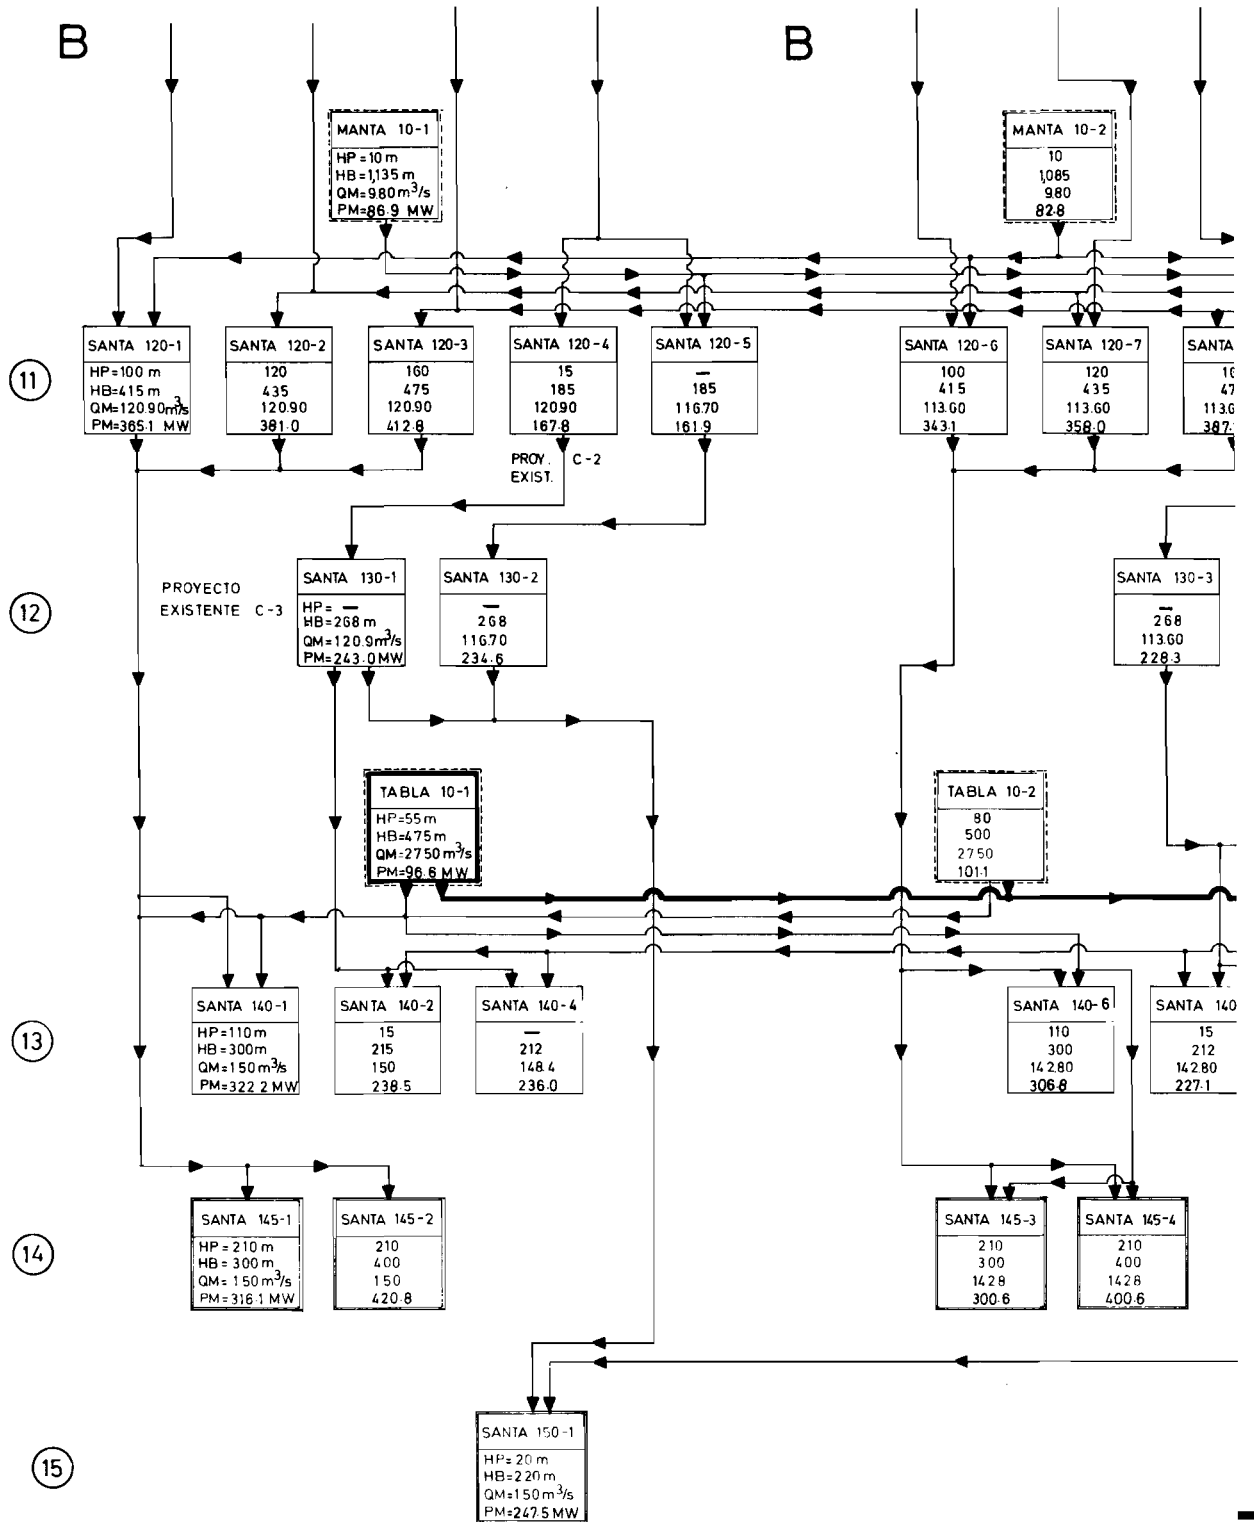 B
B
MANTA 10-1
HP = 10 m
HB = 1,135 m
QM = 9.80 m³/s
PM = 86.9 MW
MANTA 10-2
10
1,085
9.80
82.8
11
SANTA 120-1
HP = 100 m
HB = 415 m
QM = 120.90 m³/s
PM = 365.1 MW
SANTA 120-2
120
435
120.90
381.0
SANTA 120-3
160
475
120.90
412.8
SANTA 120-4
15
185
120.90
167.8
SANTA 120-5
—
185
116.70
161.9
SANTA 120-6
100
415
113.60
343.1
SANTA 120-7
120
435
113.60
358.0
SANTA
PROY. C-2
EXIST.
12
PROYECTO
EXISTENTE C-3
SANTA 130-1
HP = —
HB = 268 m
QM = 120.9 m³/s
PM = 243.0 MW
SANTA 130-2
—
268
116.70
234.6
SANTA 130-3
—
268
113.60
228.3
TABLA 10-1
HP = 55 m
HB = 475 m
QM = 27.50 m³/s
PM = 96.6 MW
TABLA 10-2
80
500
27.50
101.1
13
SANTA 140-1
HP = 110 m
HB = 300 m
QM = 150 m³/s
PM = 322.2 MW
SANTA 140-2
15
215
150
238.5
SANTA 140-4
—
212
148.4
236.0
SANTA 140-6
110
300
142.80
306.8
SANTA 140
15
212
142.80
227.1
14
SANTA 145-1
HP = 210 m
HB = 300 m
QM = 150 m³/s
PM = 316.1 MW
SANTA 145-2
210
400
150
420.8
SANTA 145-3
210
300
142.8
300.6
SANTA 145-4
210
400
142.8
400.6
15
SANTA 150-1
HP = 20 m
HB = 220 m
QM = 150 m³/s
PM = 247.5 MW